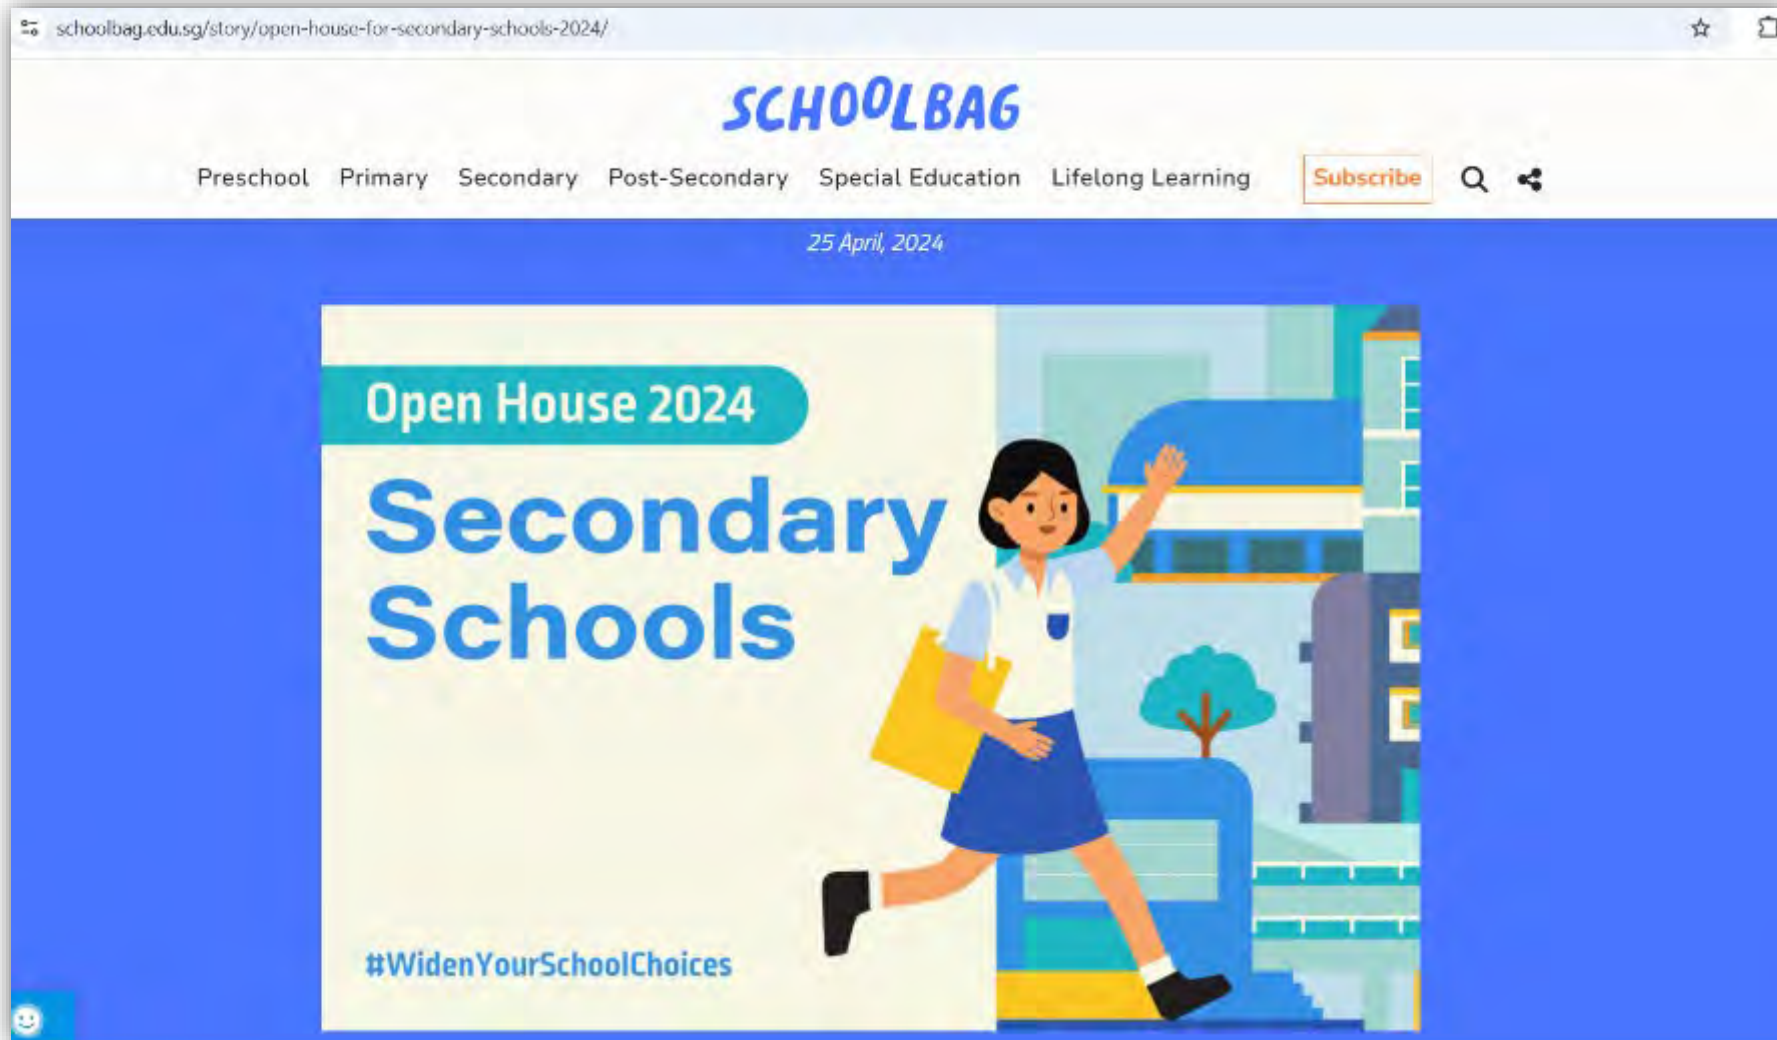 schoolbag.edu.sg/story/open-house-for-secondary-schools-2024/
SCHOOLBAG
Preschool Primary Secondary Post-Secondary Special Education Lifelong Learning Subscribe
25 April, 2024
Open House 2024
Secondary
Schools
#WidenYourSchoolChoices